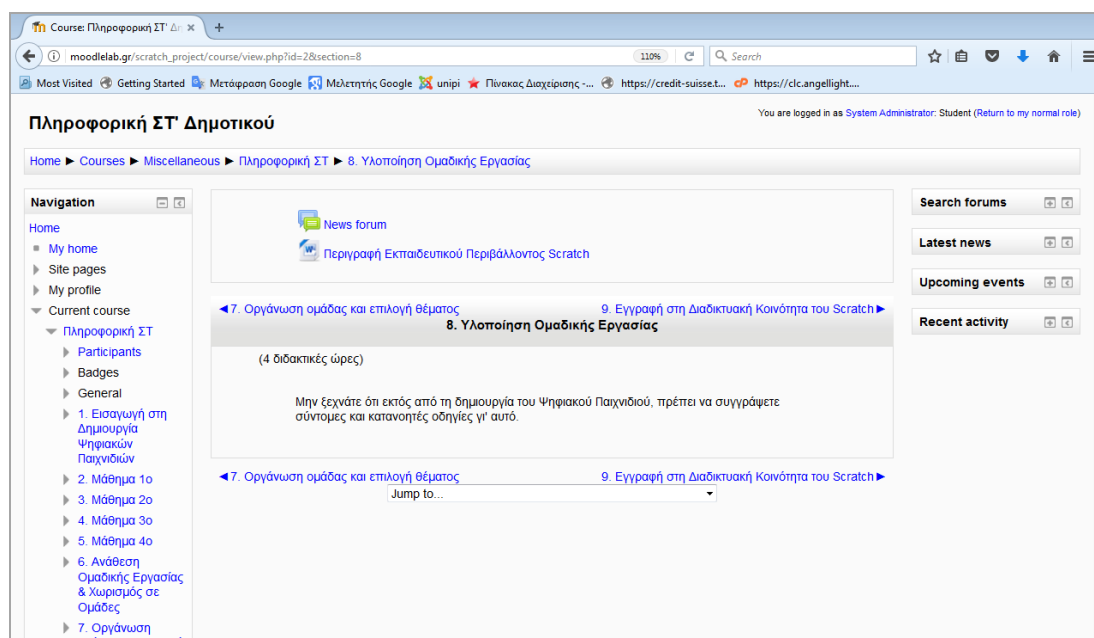 Course: Πληροφορική ΣΤ' Δη
moodlelab.gr/scratch_project/course/view.php?id=2&section=8
110%
Search
Most Visited Getting Started Μετάφραση Google Μελετητής Google unipi Πίνακας Διαχείρισης -... https://credit-suisse.t... https://clc.angellight....
You are logged in as System Administrator: Student (Return to my normal role)
Πληροφορική ΣΤ' Δημοτικού
Home ► Courses ► Miscellaneous ► Πληροφορική ΣΤ ► 8. Υλοποίηση Ομαδικής Εργασίας
Navigation
Home
My home
Site pages
My profile
Current course
Πληροφορική ΣΤ
Participants
Badges
General
1. Εισαγωγή στη
Δημιουργία
Ψηφιακών
Παιχνιδιών
2. Μάθημα 1ο
3. Μάθημα 2ο
4. Μάθημα 3ο
5. Μάθημα 4ο
6. Ανάθεση
Ομαδικής Εργασίας
& Χωρισμός σε
Ομάδες
7. Οργάνωση
News forum
Περιγραφή Εκπαιδευτικού Περιβάλλοντος Scratch
◄7. Οργάνωση ομάδας και επιλογή θέματος 9. Εγγραφή στη Διαδικτυακή Κοινότητα του Scratch►
8. Υλοποίηση Ομαδικής Εργασίας
(4 διδακτικές ώρες)
Μην ξεχνάτε ότι εκτός από τη δημιουργία του Ψηφιακού Παιχνιδιού, πρέπει να συγγράψετε
σύντομες και κατανοητές οδηγίες γι' αυτό.
◄7. Οργάνωση ομάδας και επιλογή θέματος 9. Εγγραφή στη Διαδικτυακή Κοινότητα του Scratch►
Jump to...
Search forums
Latest news
Upcoming events
Recent activity